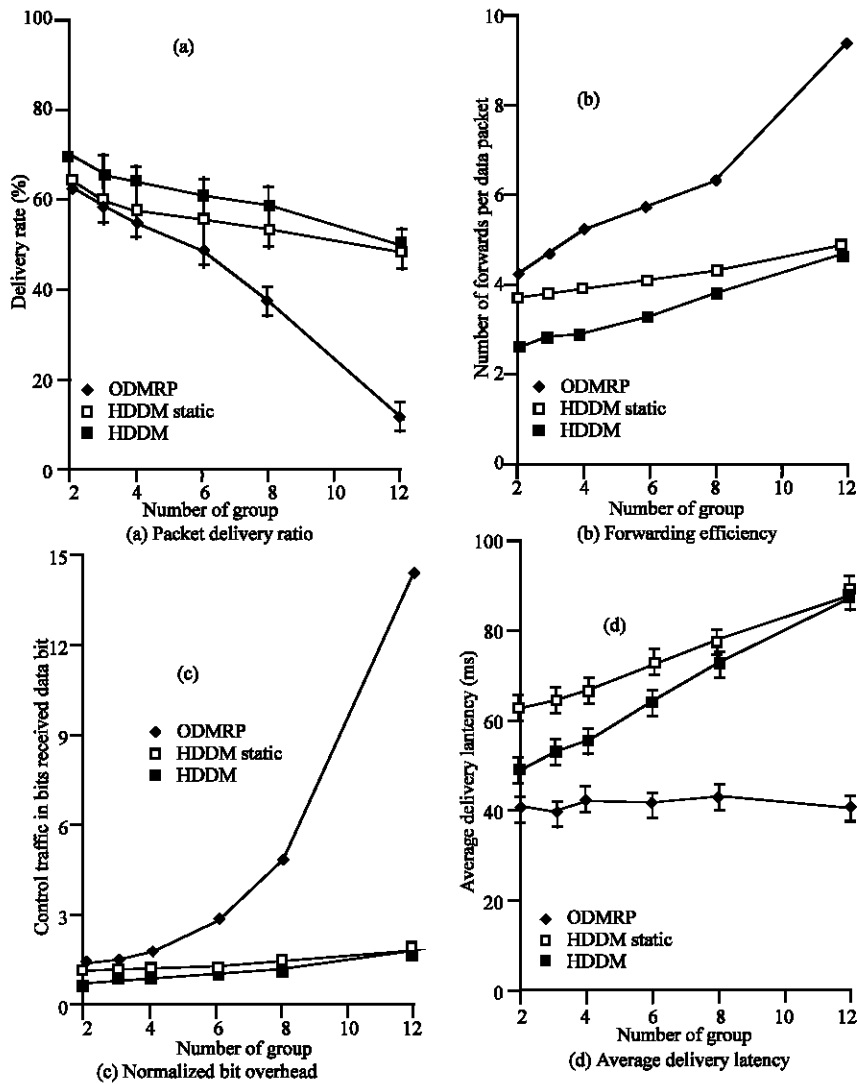 100
80
60
40
20
0
Delivery rate (%)
(a)
ODMRP
HDDM static
HDDM
2 4 6 8 10 12
Number of group
(a) Packet delivery ratio
10
8
6
4
2
0
Number of forwards per data packet
(b)
ODMRP
HDDM static
HDDM
2 4 6 8 10 12
Number of group
(b) Forwarding efficiency
15
12
9
6
3
0
Control traffic in bits received data bit
(c)
ODMRP
HDDM static
HDDM
2 4 6 8 10 12
Number of group
(c) Normalized bit overhead
100
80
60
40
20
0
Average delivery lantency (ms)
(d)
ODMRP
HDDM static
HDDM
2 4 6 8 10 12
Number of group
(d) Average delivery latency